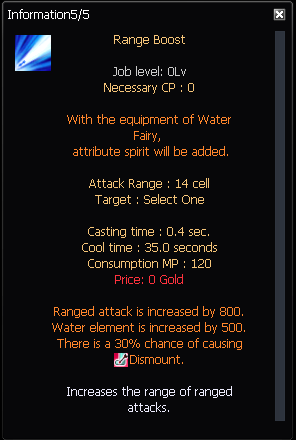 Information5/5
Range Boost
Job level: 0Lv
Necessary CP : 0
With the equipment of Water
Fairy,
attribute spirit will be added.
Attack Range : 14 cell
Target : Select One
Casting time : 0.4 sec.
Cool time : 35.0 seconds
Consumption MP : 120
Price: 0 Gold
Ranged attack is increased by 800.
Water element is increased by 500.
There is a 30% chance of causing
Dismount.
Increases the range of ranged
attacks.